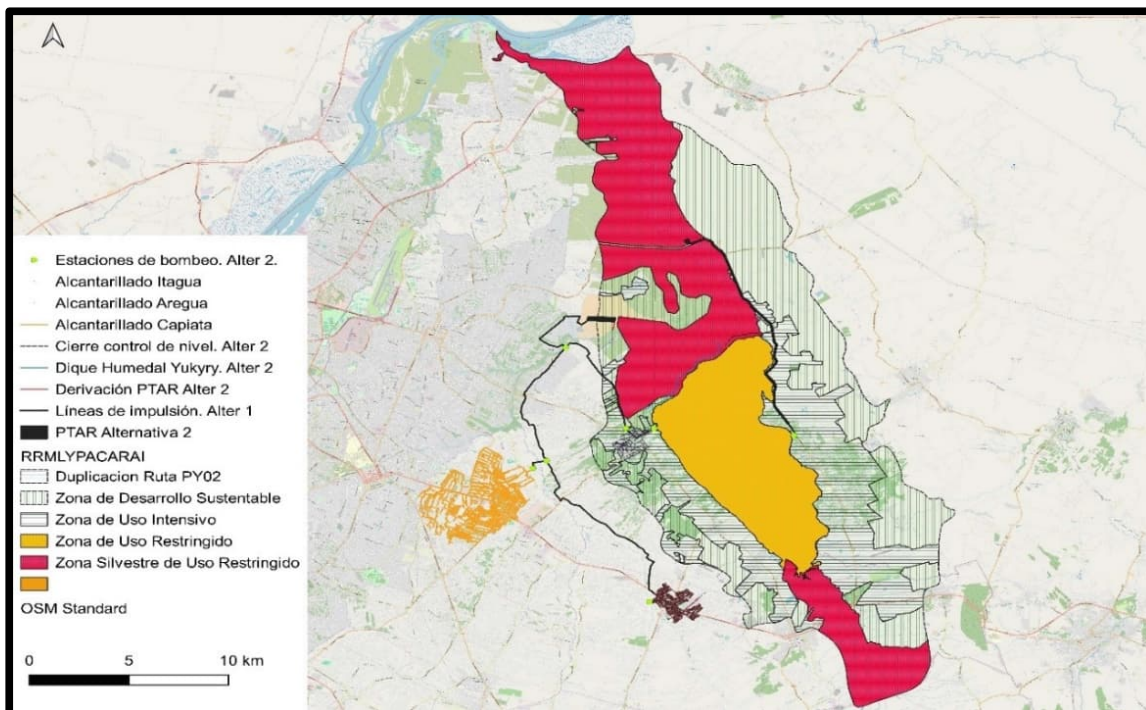 Estaciones de bombeo. Alter 2.
Alcantarillado Itagua
Alcantarillado Aregua
Alcantarillado Capiata
Cierre control de nivel. Alter 2
Dique Humedal Yukyry. Alter 2
Derivación PTAR Alter 2
Líneas de impulsión. Alter 1
PTAR Alternativa 2
RRMLYPACARAI
Duplicacion Ruta PY02
Zona de Desarrollo Sustentable
Zona de Uso Intensivo
Zona de Uso Restringido
Zona Silvestre de Uso Restringido
OSM Standard
0 5 10 km